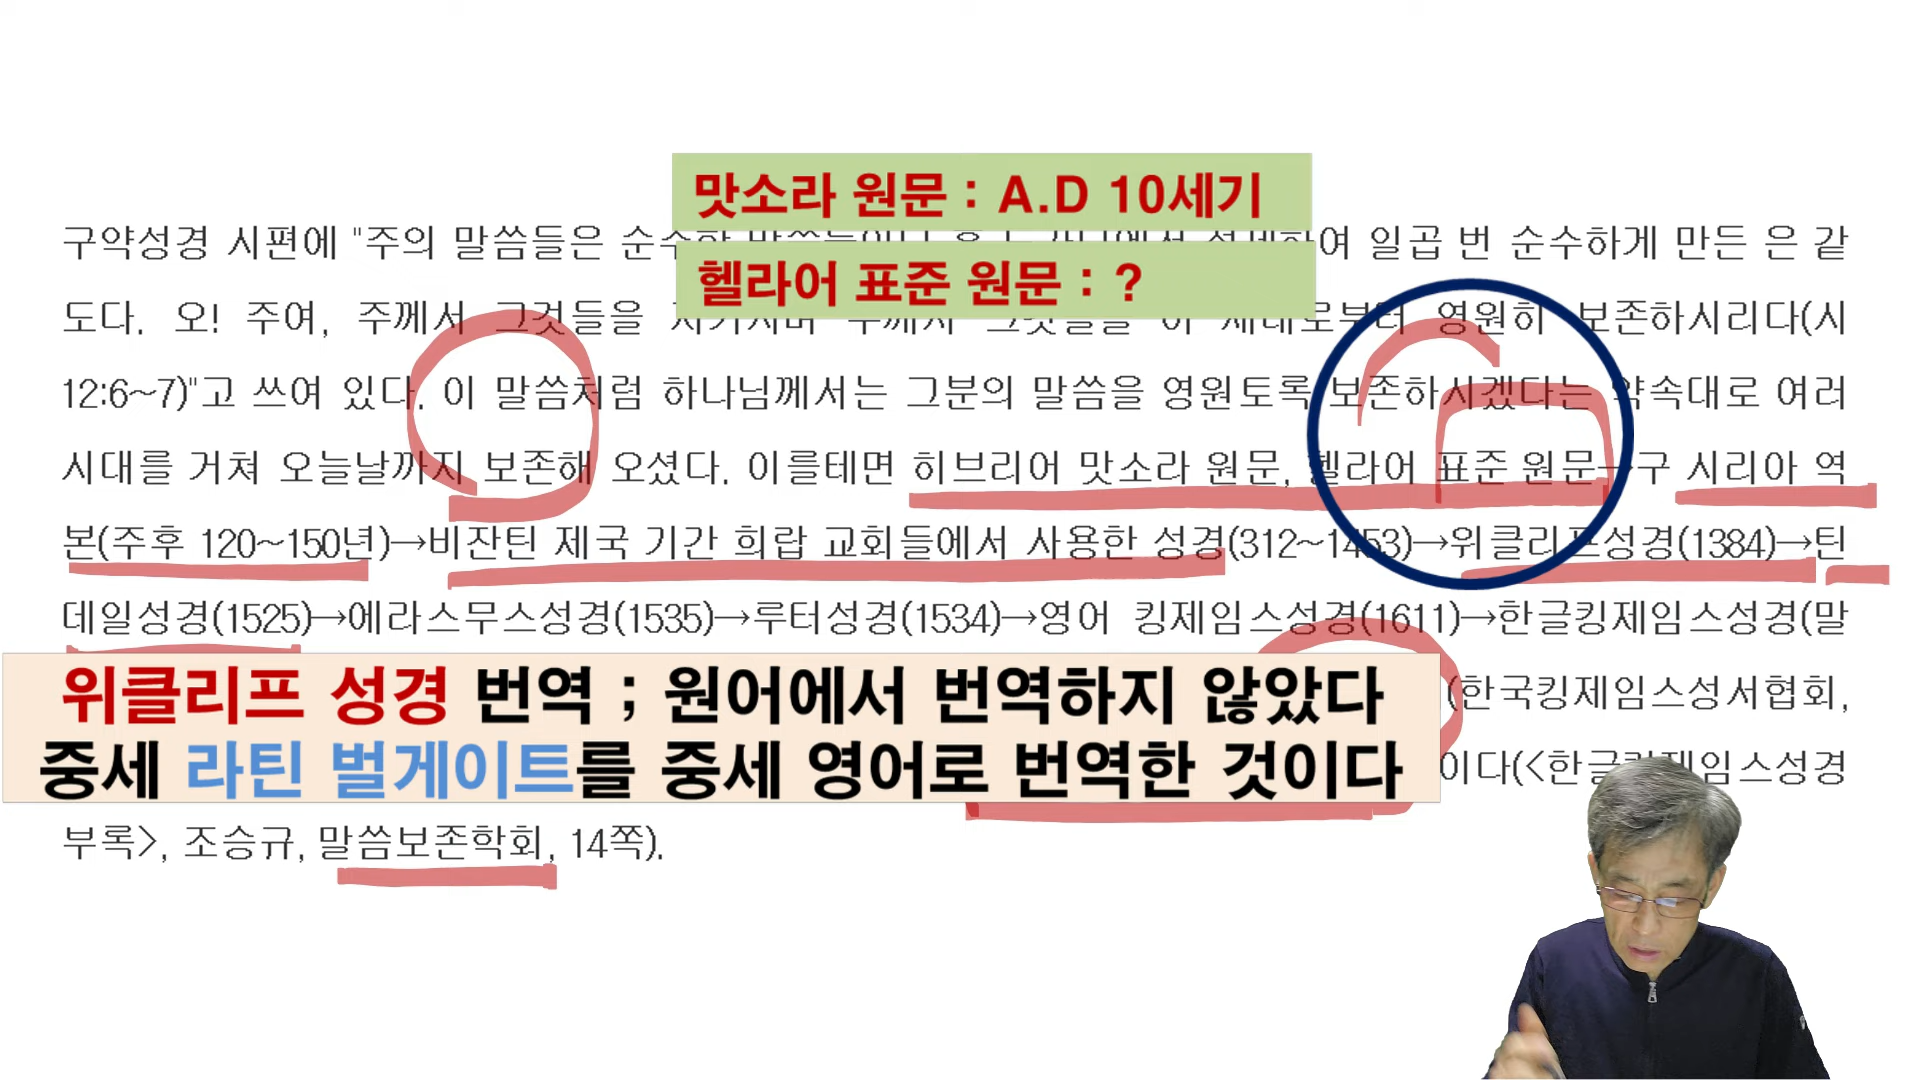 맛소라 원문 : A.D 10세기
구약성경 시편에 "주의 말씀들은 순수한 여 일곱 번 순수하게 만든 은 같
헬라어 표준 원문 : ?
도다. 오! 주여, 주께서 그것들을 지키시며 주께서 그것들을 이 세대로부터 영원히 보존하시리다(시
12:6~7)"고 쓰여 있다. 이 말씀처럼 하나님께서는 그분의 말씀을 영원토록 보존하시겠다는 약속대로 여러
시대를 거쳐 오늘날까지 보존해 오셨다. 이를테면 히브리어 맛소라 원문, 헬라어 표준 원문→구 시리아 역
본(주후 120~150년)→비잔틴 제국 기간 희랍 교회들에서 사용한 성경(312~1453)→위클리프성경(1384)→틴
데일성경(1525)→에라스무스성경(1535)→루터성경(1534)→영어 킹제임스성경(1611)→한글킹제임스성경(말
위클리프 성경 번역 ; 원어에서 번역하지 않았다
(한국킹제임스성서협회,
중세 라틴 벌게이트를 중세 영어로 번역한 것이다
이다(<한글킹제임스성경
부록>, 조승규, 말씀보존학회, 14쪽).